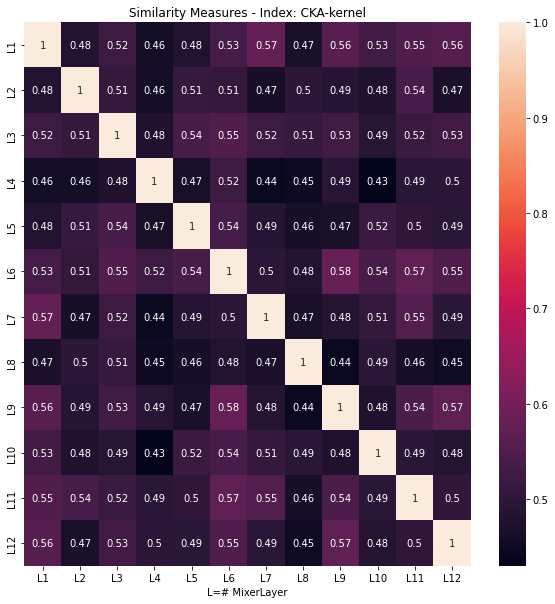 Similarity Measures - Index: CKA-kernel
L1 1 0.48 0.52 0.46 0.48 0.53 0.57 0.47 0.56 0.53 0.55 0.56
L2 0.48 1 0.51 0.46 0.51 0.51 0.47 0.5 0.49 0.48 0.54 0.47
L3 0.52 0.51 1 0.48 0.54 0.55 0.52 0.51 0.53 0.49 0.52 0.53
L4 0.46 0.46 0.48 1 0.47 0.52 0.44 0.45 0.49 0.43 0.49 0.5
L5 0.48 0.51 0.54 0.47 1 0.54 0.49 0.46 0.47 0.52 0.5 0.49
L6 0.53 0.51 0.55 0.52 0.54 1 0.5 0.48 0.58 0.54 0.57 0.55
L7 0.57 0.47 0.52 0.44 0.49 0.5 1 0.47 0.48 0.51 0.55 0.49
L8 0.47 0.5 0.51 0.45 0.46 0.48 0.47 1 0.44 0.49 0.46 0.45
L9 0.56 0.49 0.53 0.49 0.47 0.58 0.48 0.44 1 0.48 0.54 0.57
L10 0.53 0.48 0.49 0.43 0.52 0.54 0.51 0.49 0.48 1 0.49 0.48
L11 0.55 0.54 0.52 0.49 0.5 0.57 0.55 0.46 0.54 0.49 1 0.5
L12 0.56 0.47 0.53 0.5 0.49 0.55 0.49 0.45 0.57 0.48 0.5 1
L1 L2 L3 L4 L5 L6 L7 L8 L9 L10 L11 L12
L=# MixerLayer
1.0
0.9
0.8
0.7
0.6
0.5